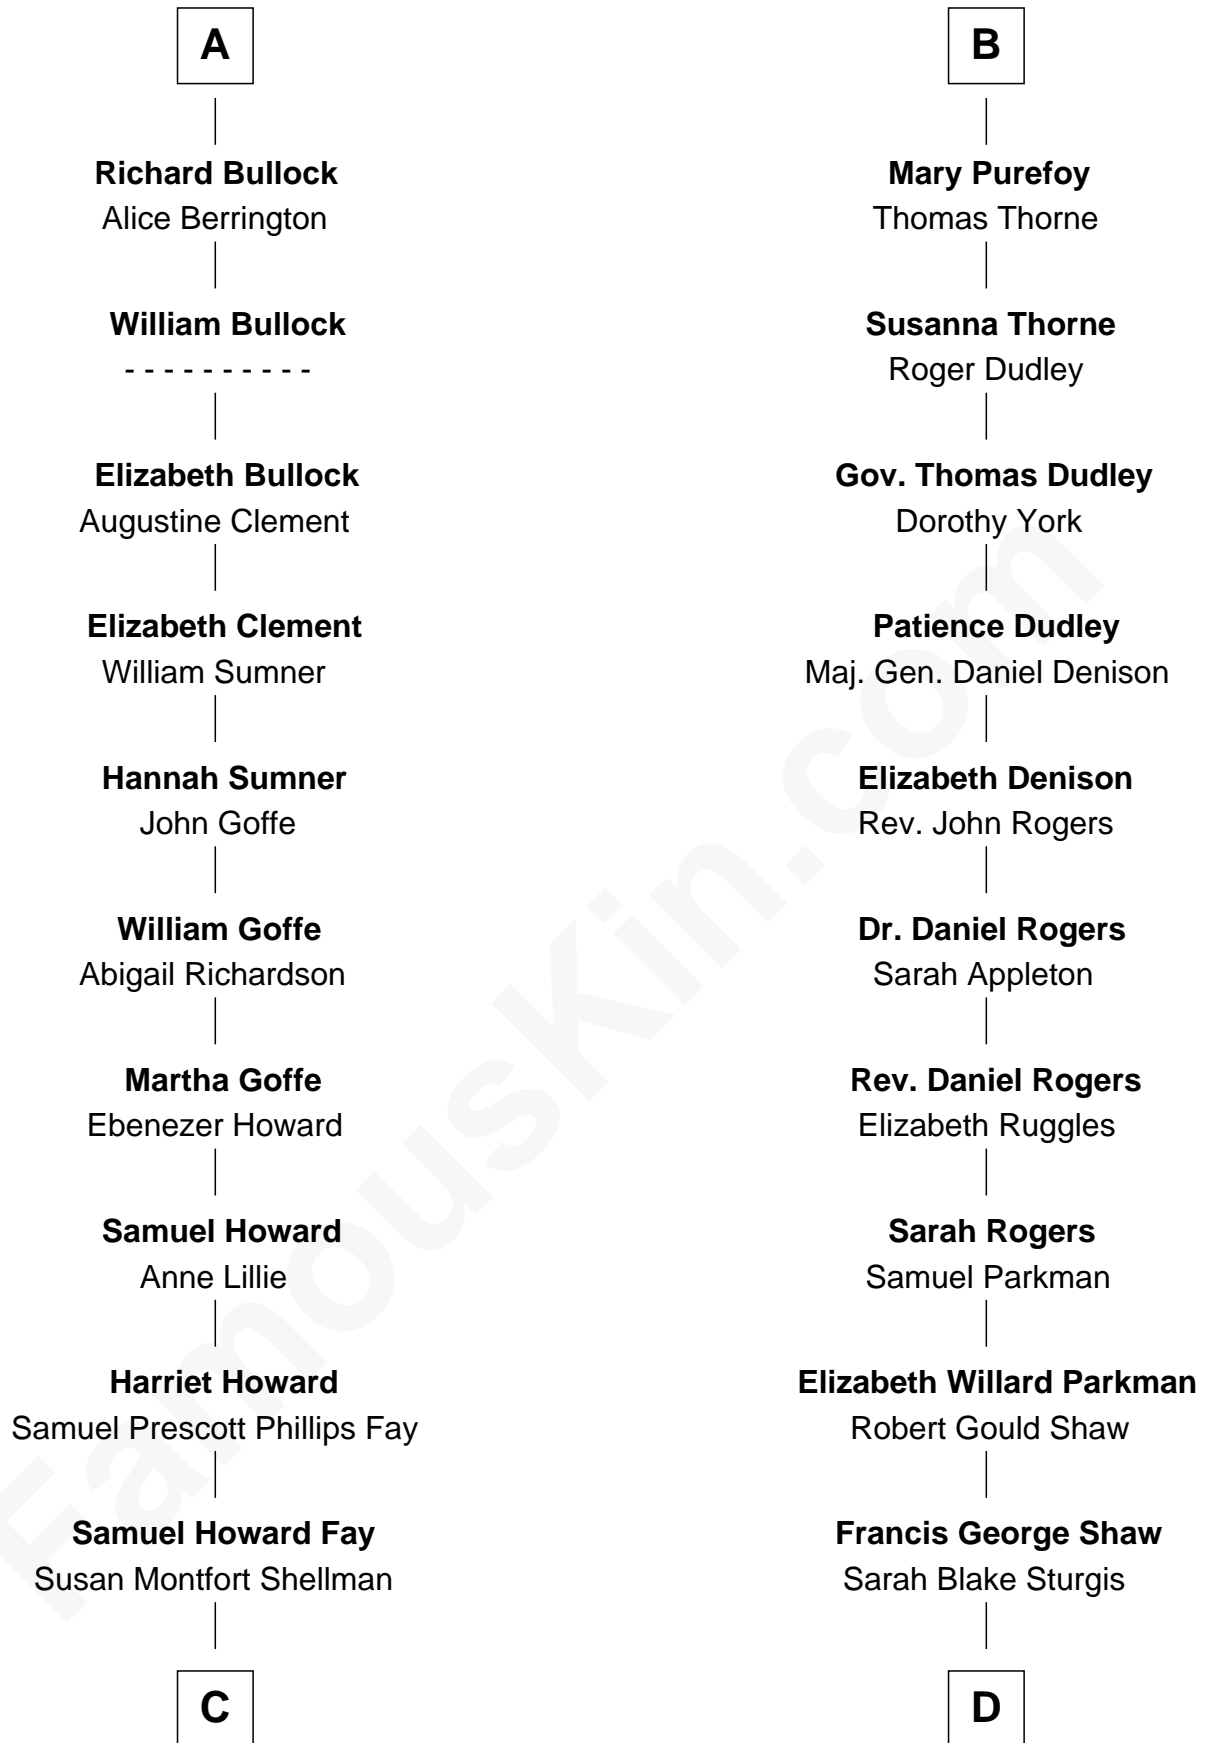 A
Richard Bullock
Alice Berrington
William Bullock
- - - - - - - - - -
Elizabeth Bullock
Augustine Clement
Elizabeth Clement
William Sumner
Hannah Sumner
John Goffe
William Goffe
Abigail Richardson
Martha Goffe
Ebenezer Howard
Samuel Howard
Anne Lillie
Harriet Howard
Samuel Prescott Phillips Fay
Samuel Howard Fay
Susan Montfort Shellman
C
B
Mary Purefoy
Thomas Thorne
Susanna Thorne
Roger Dudley
Gov. Thomas Dudley
Dorothy York
Patience Dudley
Maj. Gen. Daniel Denison
Elizabeth Denison
Rev. John Rogers
Dr. Daniel Rogers
Sarah Appleton
Rev. Daniel Rogers
Elizabeth Ruggles
Sarah Rogers
Samuel Parkman
Elizabeth Willard Parkman
Robert Gould Shaw
Francis George Shaw
Sarah Blake Sturgis
D
FamousKin.com